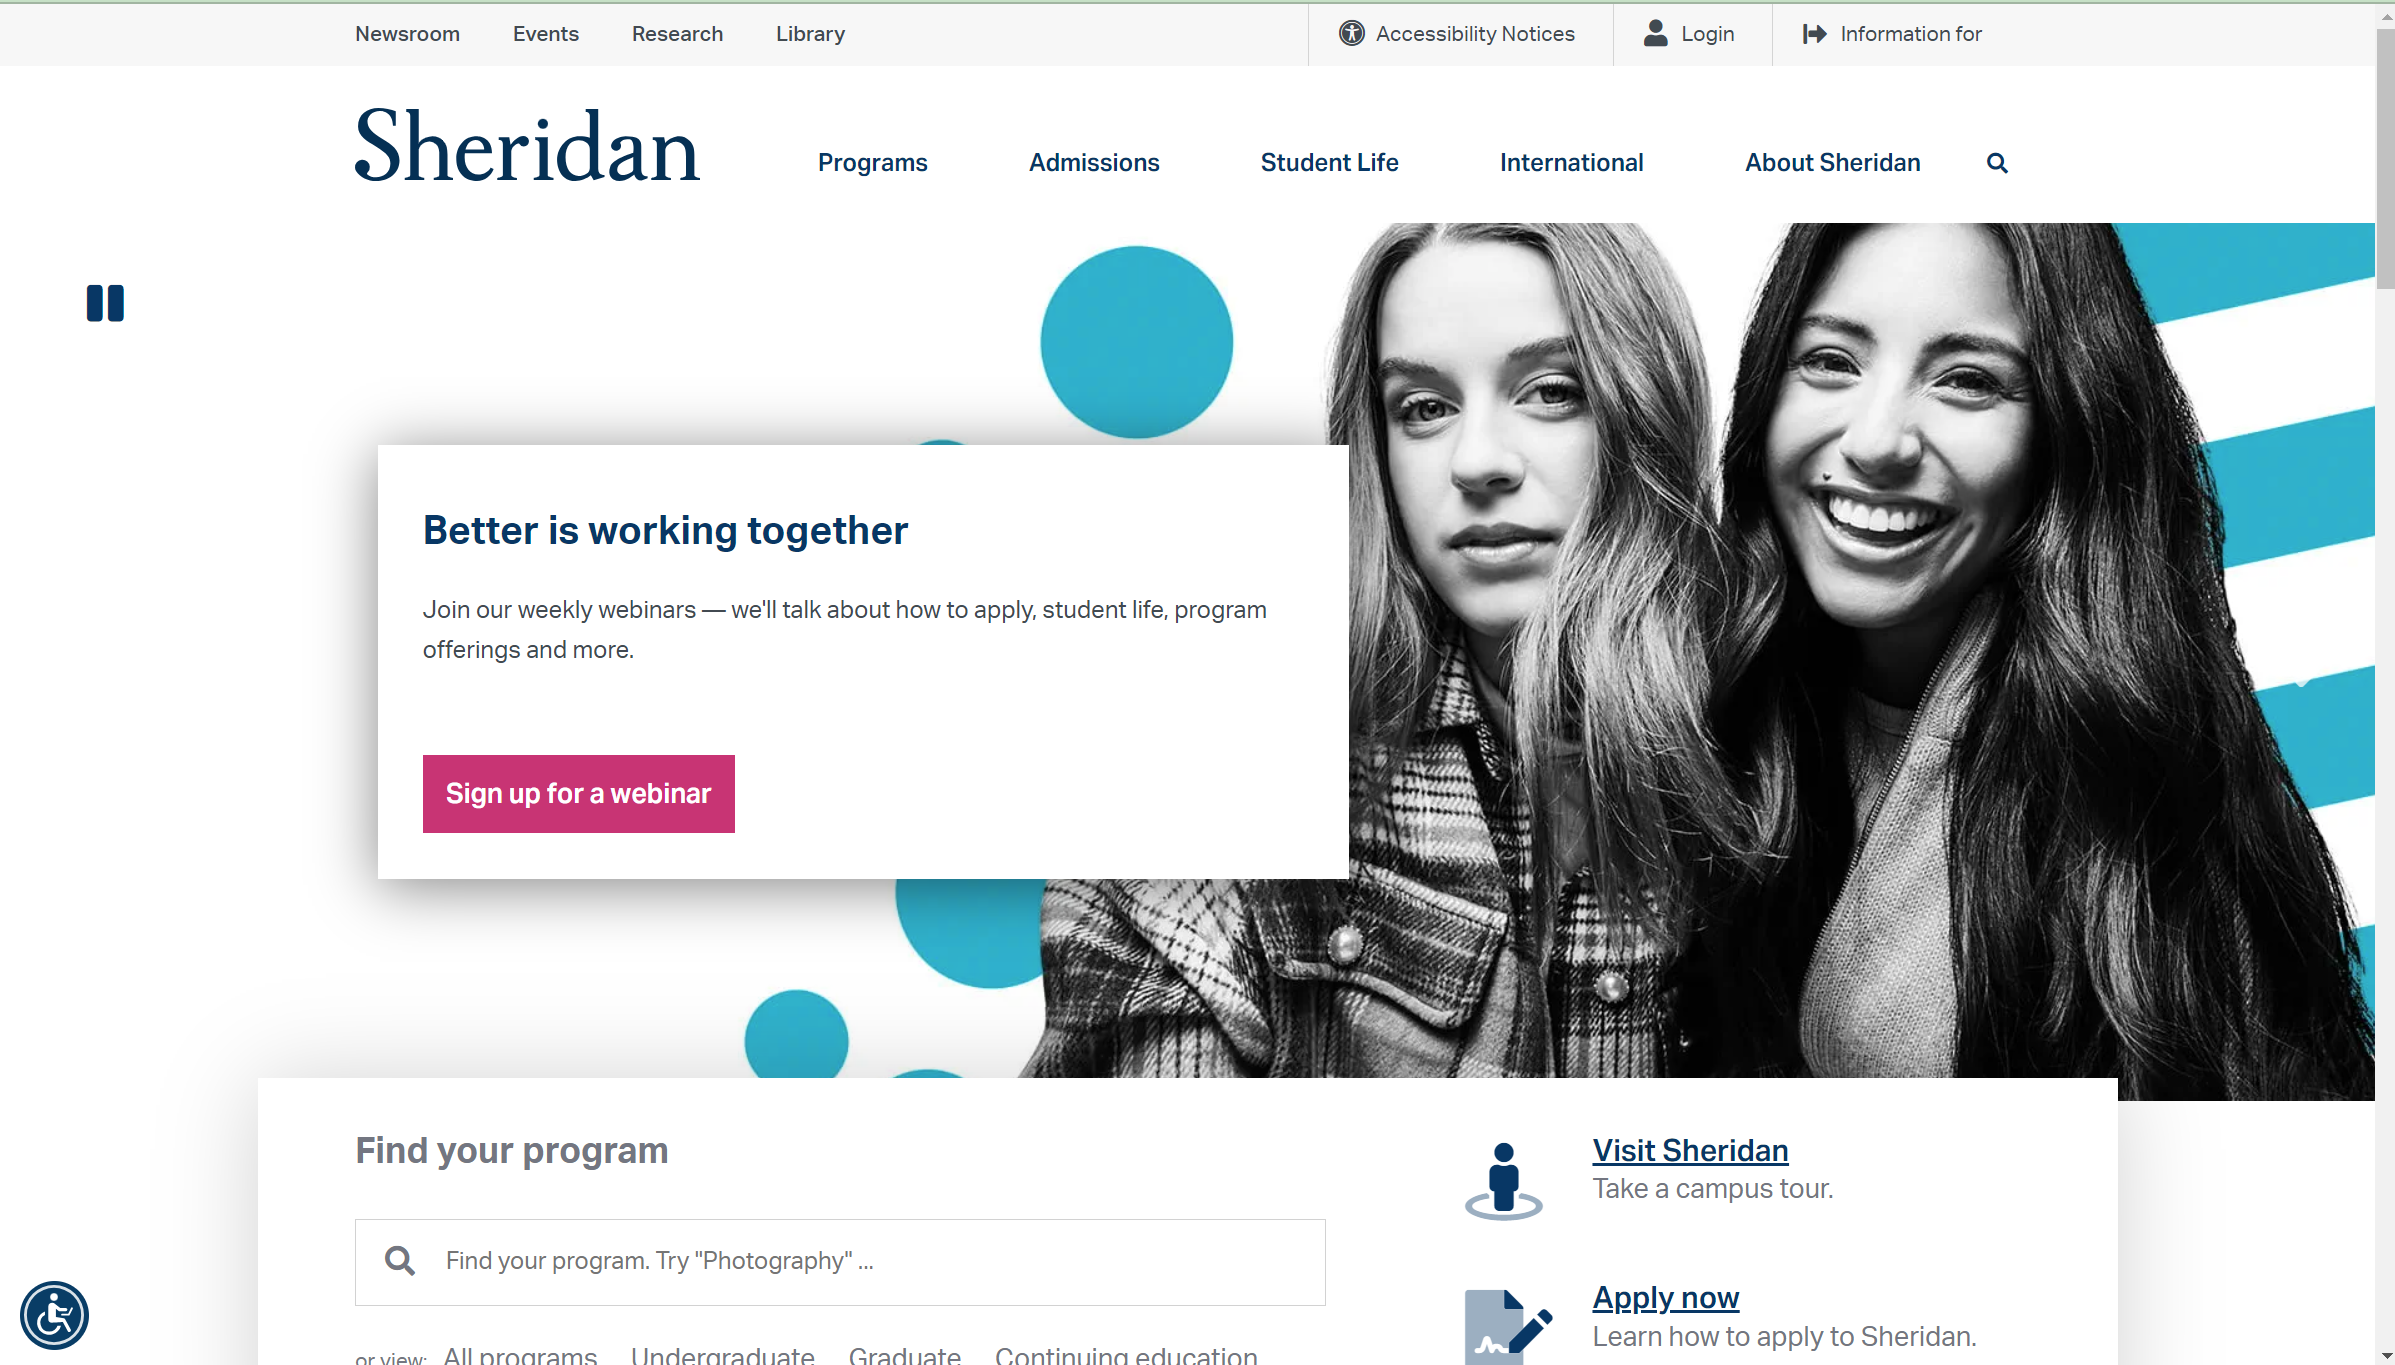 Newsroom Events Research Library Accessibility Notices Login Information for
Sheridan Programs Admissions Student Life International About Sheridan
Better is working together
Join our weekly webinars — we'll talk about how to apply, student life, program
offerings and more.
Sign up for a webinar
Find your program
Find your program. Try "Photography" ...
or view: All programs Undergraduate Graduate Continuing education
Visit Sheridan
Take a campus tour.
Apply now
Learn how to apply to Sheridan.